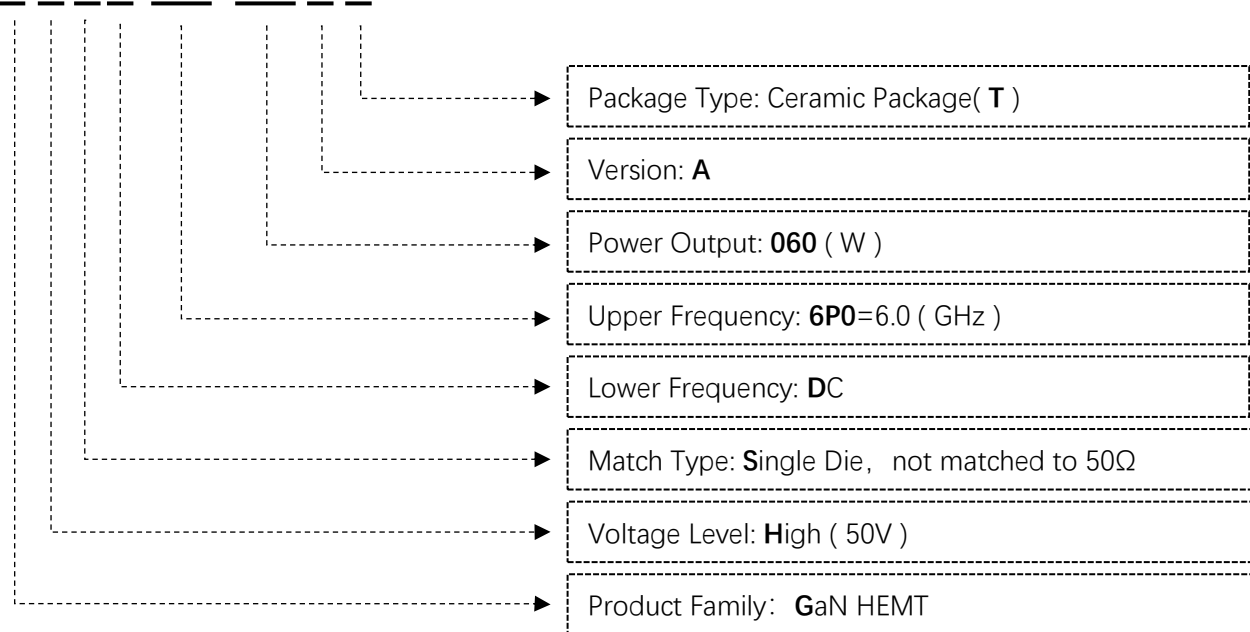 Package Type: Ceramic Package( T )
Version: A
Power Output: 060 ( W )
Upper Frequency: 6P0=6.0 ( GHz )
Lower Frequency: DC
Match Type: Single Die， not matched to 50Ω
Voltage Level: High ( 50V )
Product Family： GaN HEMT